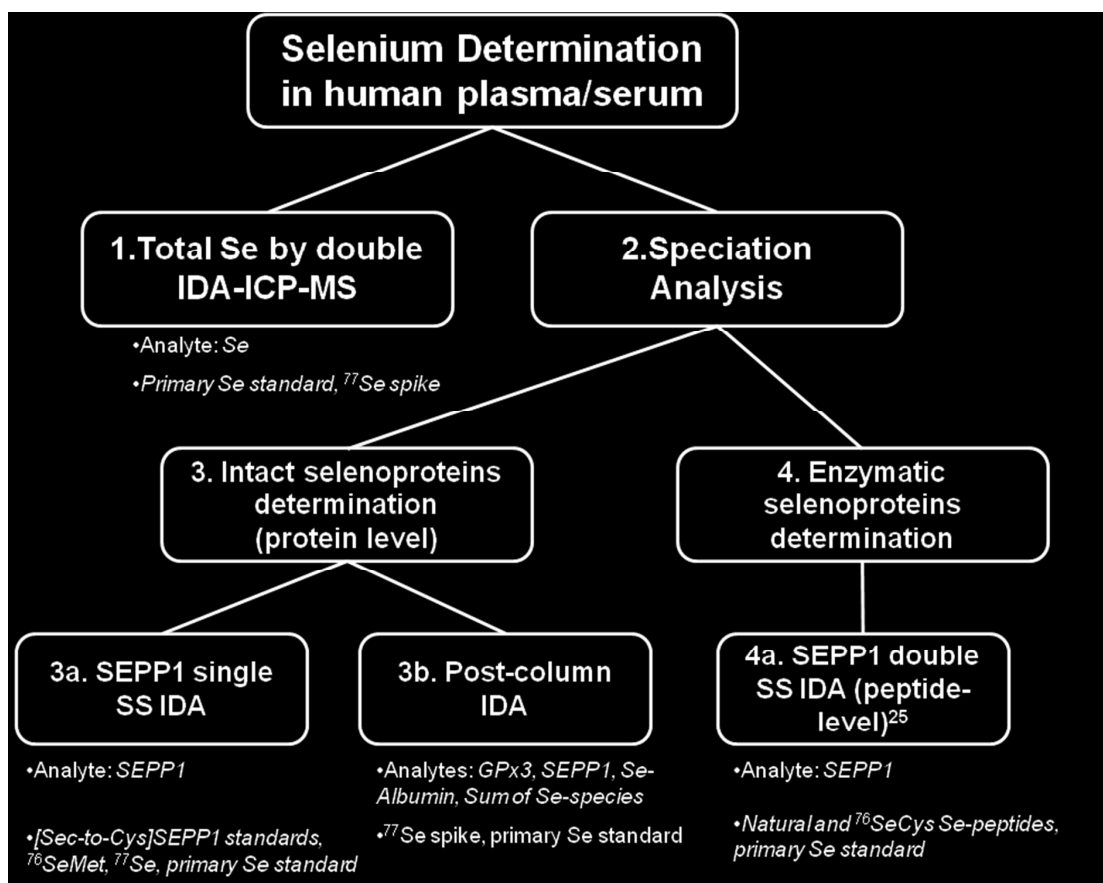 Selenium Determination
in human plasma/serum
1.Total Se by double
IDA-ICP-MS
•Analyte: Se
•Primary Se standard, ⁷⁷Se spike
2.Speciation
Analysis
3. Intact selenoproteins
determination
(protein level)
4. Enzymatic
selenoproteins
determination
3a. SEPP1 single
SS IDA
•Analyte: SEPP1
•[Sec-to-Cys]SEPP1 standards,
⁷⁶SeMet, ⁷⁷Se, primary Se standard
3b. Post-column
IDA
•Analytes: GPx3, SEPP1, Se-
Albumin, Sum of Se-species
•⁷⁷Se spike, primary Se standard
4a. SEPP1 double
SS IDA (peptide-
level)²⁵
•Analyte: SEPP1
•Natural and ⁷⁶SeCys Se-peptides,
primary Se standard